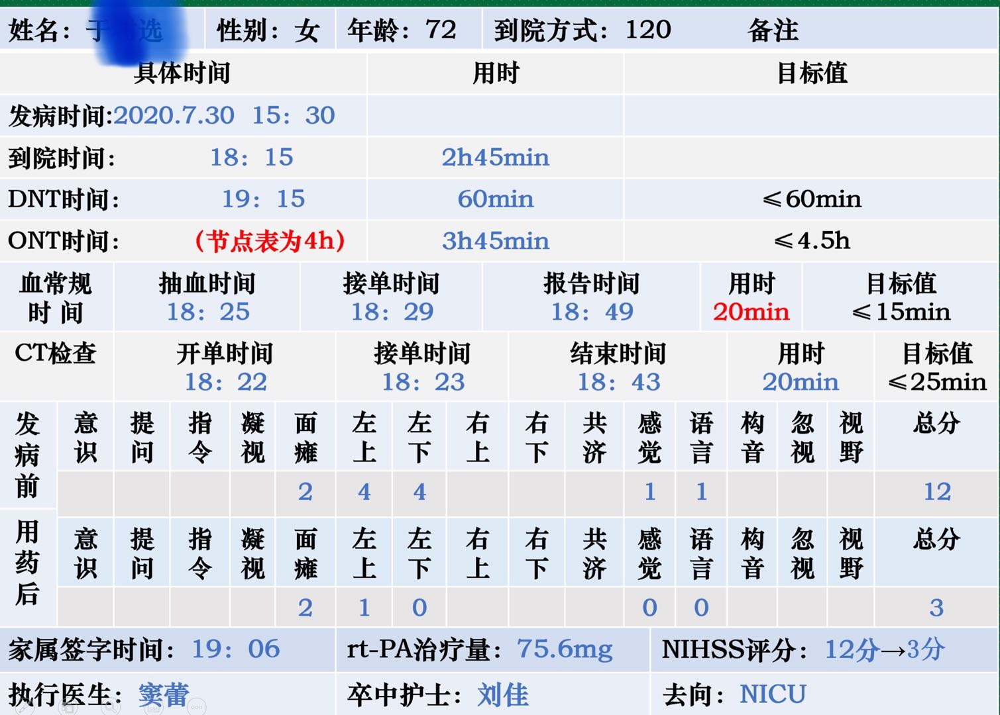 姓名： 选 性别：女 年龄：72 到院方式：120 备注
具体时间 用时 目标值
发病时间:2020.7.30 15：30
到院时间： 18：15 2h45min
DNT时间： 19：15 60min ≤60min
ONT时间： （节点表为4h） 3h45min ≤4.5h
血常规 抽血时间 接单时间 报告时间 用时 目标值
时 间 18：25 18：29 18：49 20min ≤15min
CT检查 开单时间 接单时间 结束时间 用时 目标值
18：22 18：23 18：43 20min ≤25min
发病前 意识 提问 指令 凝视 面瘫 左上 左下 右上 右下 共济 感觉 语言 构音 忽视 视野 总分
2 4 4 1 1 12
用药后 意识 提问 指令 凝视 面瘫 左上 左下 右上 右下 共济 感觉 语言 构音 忽视 视野 总分
2 1 0 0 0 3
家属签字时间：19：06 rt-PA治疗量：75.6mg NIHSS评分：12分→3分
执行医生：窦蕾 卒中护士：刘佳 去向：NICU